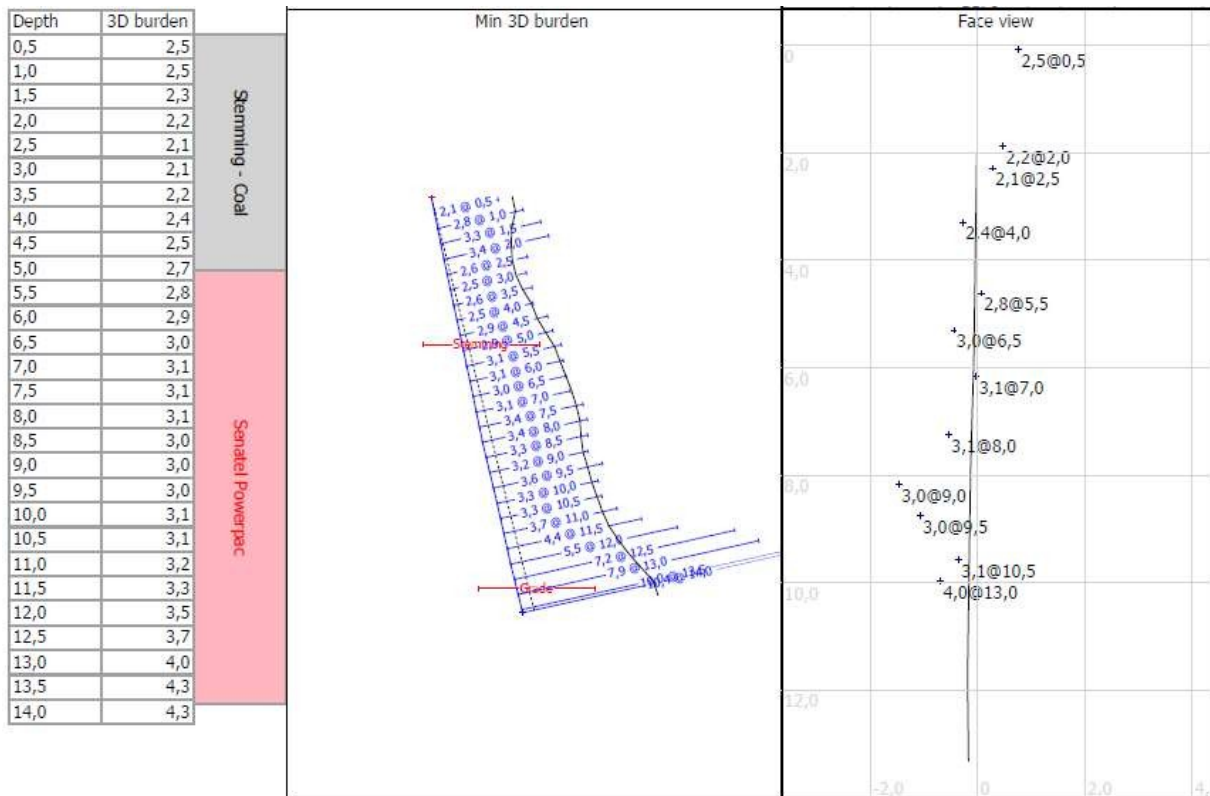 Depth 3D burden
0,5 2,5
1,0 2,5
1,5 2,3
2,0 2,2
2,5 2,1
3,0 2,1
3,5 2,2
4,0 2,4
4,5 2,5
5,0 2,7
5,5 2,8
6,0 2,9
6,5 3,0
7,0 3,1
7,5 3,1
8,0 3,1
8,5 3,0
9,0 3,0
9,5 3,0
10,0 3,1
10,5 3,1
11,0 3,2
11,5 3,3
12,0 3,5
12,5 3,7
13,0 4,0
13,5 4,3
14,0 4,3
Stemming - Coal
Senatel Powerpac
Min 3D burden
2,1 @ 0,5
2,8 @ 1,0
3,3 @ 1,5
3,4 @ 2,0
2,6 @ 2,5
2,5 @ 3,0
2,6 @ 3,5
2,5 @ 4,0
2,9 @ 4,5
Stemming
2,9 @ 5,0
3,1 @ 5,5
3,1 @ 6,0
3,0 @ 6,5
3,1 @ 7,0
3,4 @ 7,5
3,4 @ 8,0
3,3 @ 8,5
3,2 @ 9,0
3,6 @ 9,5
3,3 @ 10,0
3,3 @ 10,5
3,7 @ 11,0
4,4 @ 11,5
5,5 @ 12,0
7,2 @ 12,5
7,9 @ 13,0
Grade
Face view
0
2,5@0,5
2,2@2,0
2,0
2,1@2,5
2,4@4,0
4,0
2,8@5,5
3,0@6,5
6,0
3,1@7,0
3,1@8,0
8,0
3,0@9,0
3,0@9,5
3,1@10,5
10,0
4,0@13,0
12,0
-2,0 0 2,0 4,